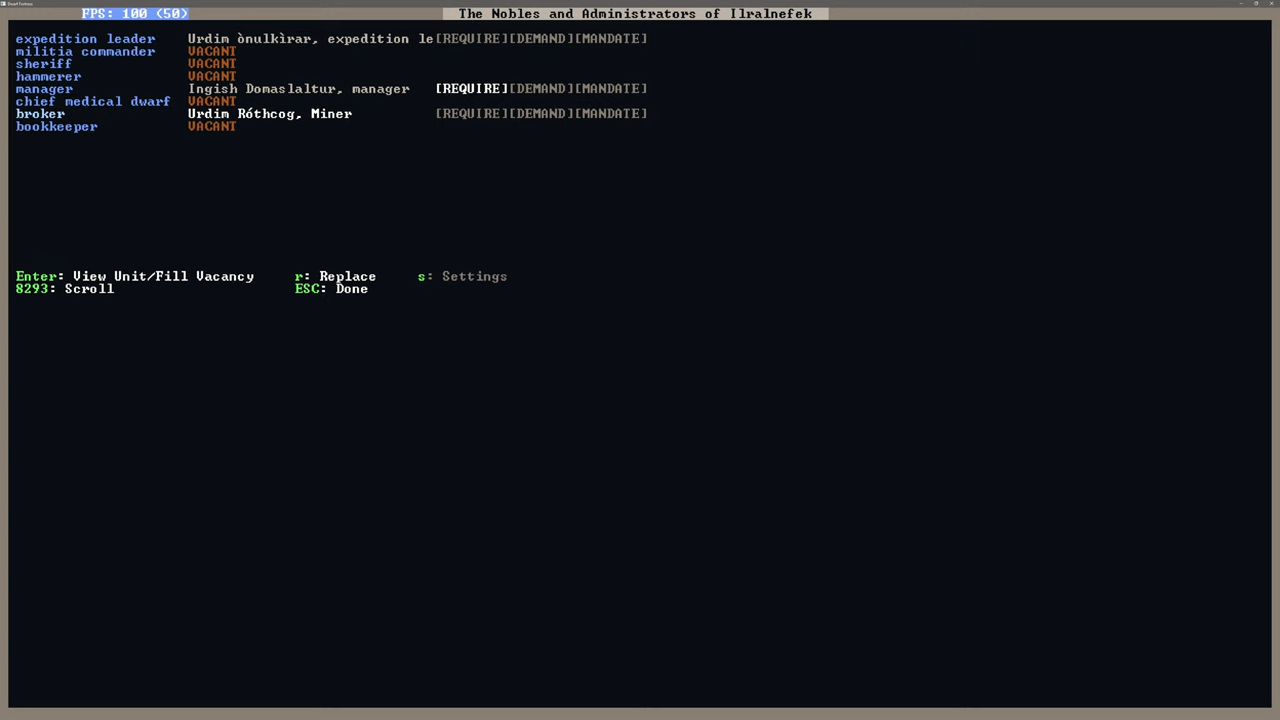 Dwarf Fortress
FPS: 100 (50) The Nobles and Administrators of Ilralnefek
expedition leader Urdim ònulkìrar, expedition le[REQUIRE][DEMAND][MANDATE]
militia commander VACANT
sheriff VACANT
hammerer VACANT
manager Ingish Domaslaltur, manager [REQUIRE][DEMAND][MANDATE]
chief medical dwarf VACANT
broker Urdim Róthcog, Miner [REQUIRE][DEMAND][MANDATE]
bookkeeper VACANT
Enter: View Unit/Fill Vacancy r: Replace s: Settings
8293: Scroll ESC: Done